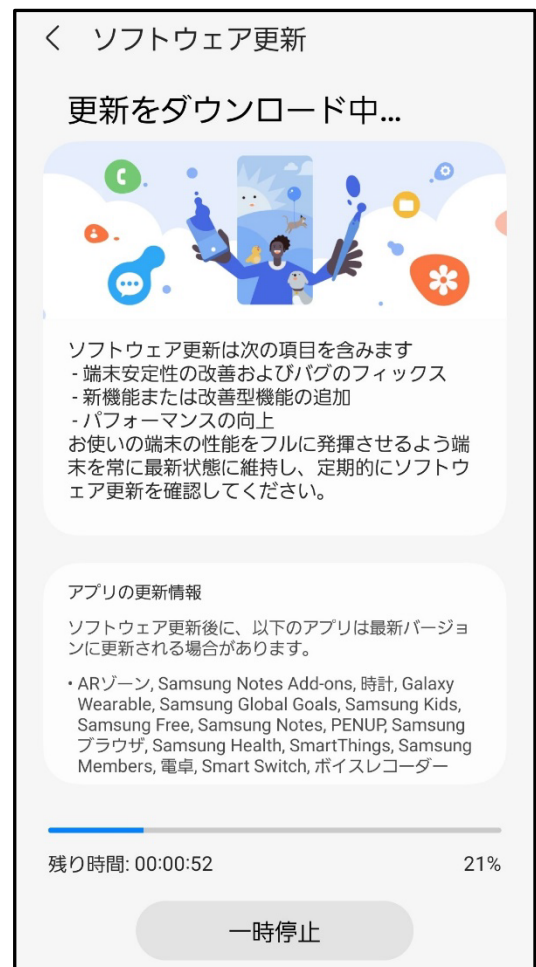 ソフトウェア更新
更新をダウンロード中...
ソフトウェア更新は次の項目を含みます
- 端末安定性の改善およびバグのフィックス
- 新機能または改善型機能の追加
- パフォーマンスの向上
お使いの端末の性能をフルに発揮させるよう端
末を常に最新状態に維持し、定期的にソフトウ
ェア更新を確認してください。
アプリの更新情報
ソフトウェア更新後に、以下のアプリは最新バージョ
ンに更新される場合があります。
• ARゾーン, Samsung Notes Add-ons, 時計, Galaxy
Wearable, Samsung Global Goals, Samsung Kids,
Samsung Free, Samsung Notes, PENUP, Samsung
ブラウザ, Samsung Health, SmartThings, Samsung
Members, 電卓, Smart Switch, ボイスレコーダー
残り時間: 00:00:52 21%
一時停止